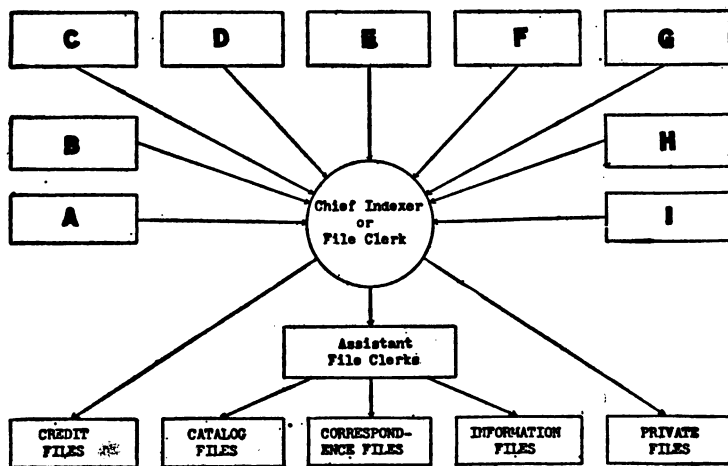 C D E F G
B H
A I
Chief Indexer
or
File Clerk
Assistant
File Clerks
CREDIT
FILES
CATALOG
FILES
CORRESPOND-
ENCE FILES
INFORMATION
FILES
PRIVATE
FILES